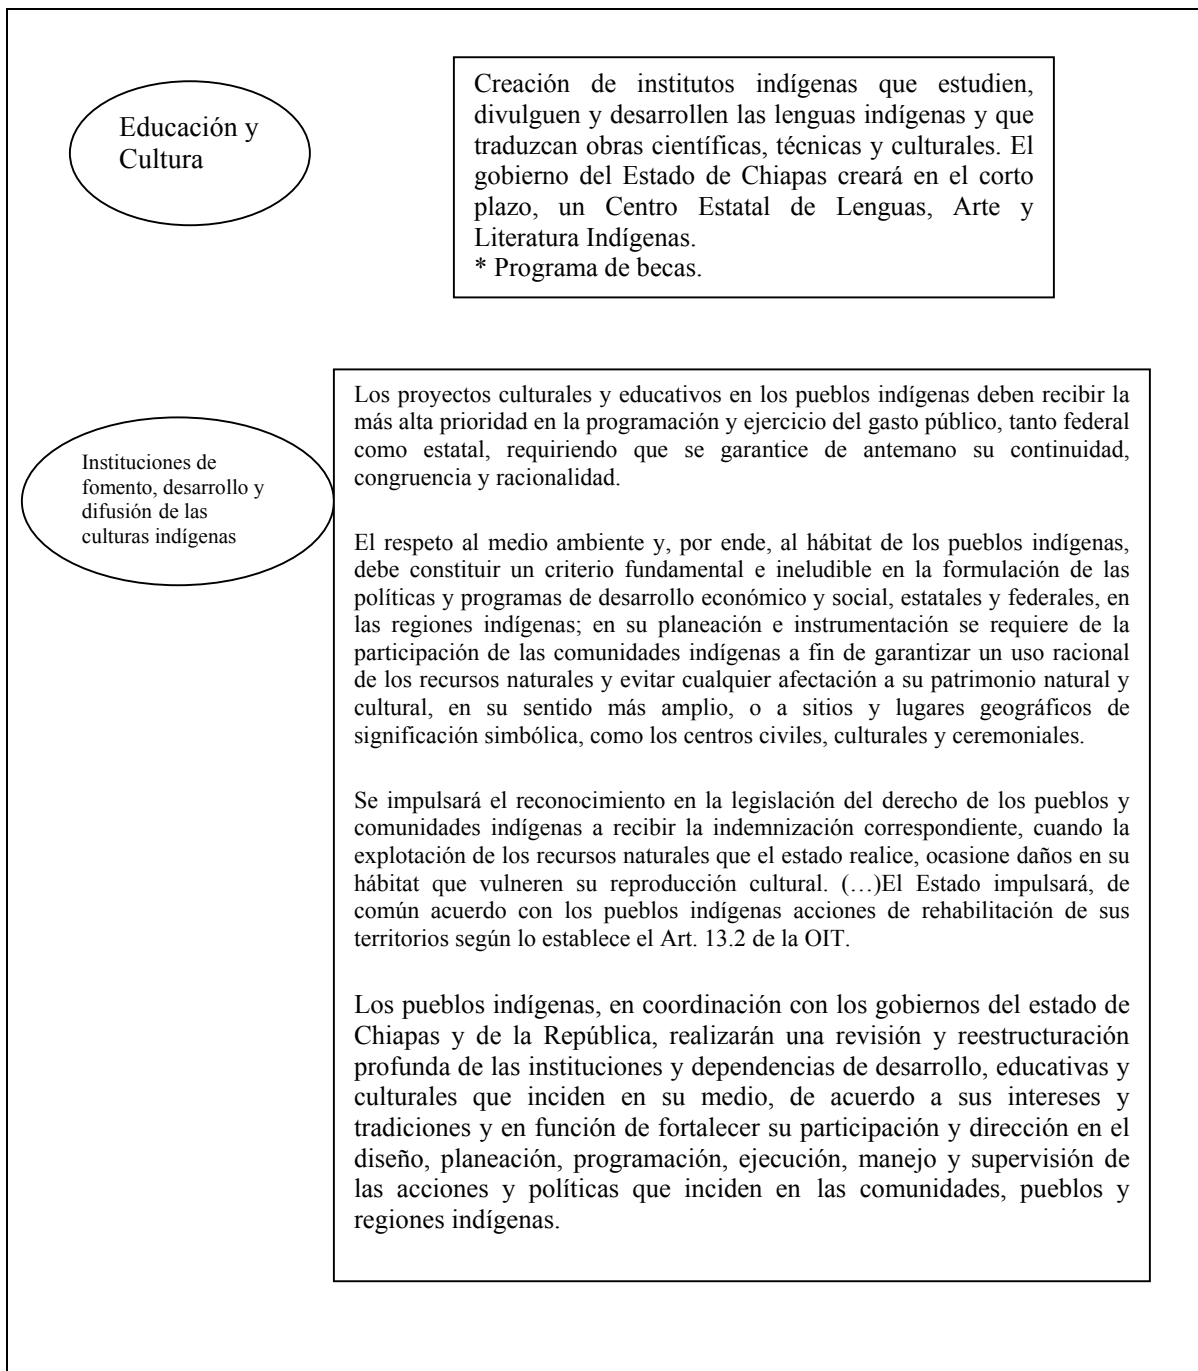 Educación y
Cultura
Creación de institutos indígenas que estudien,
divulguen y desarrollen las lenguas indígenas y que
traduzcan obras científicas, técnicas y culturales. El
gobierno del Estado de Chiapas creará en el corto
plazo, un Centro Estatal de Lenguas, Arte y
Literatura Indígenas.
* Programa de becas.
Instituciones de
fomento, desarrollo y
difusión de las
culturas indígenas
Los proyectos culturales y educativos en los pueblos indígenas deben recibir la
más alta prioridad en la programación y ejercicio del gasto público, tanto federal
como estatal, requiriendo que se garantice de antemano su continuidad,
congruencia y racionalidad.
El respeto al medio ambiente y, por ende, al hábitat de los pueblos indígenas,
debe constituir un criterio fundamental e ineludible en la formulación de las
políticas y programas de desarrollo económico y social, estatales y federales, en
las regiones indígenas; en su planeación e instrumentación se requiere de la
participación de las comunidades indígenas a fin de garantizar un uso racional
de los recursos naturales y evitar cualquier afectación a su patrimonio natural y
cultural, en su sentido más amplio, o a sitios y lugares geográficos de
significación simbólica, como los centros civiles, culturales y ceremoniales.
Se impulsará el reconocimiento en la legislación del derecho de los pueblos y
comunidades indígenas a recibir la indemnización correspondiente, cuando la
explotación de los recursos naturales que el estado realice, ocasione daños en su
hábitat que vulneren su reproducción cultural. (…)El Estado impulsará, de
común acuerdo con los pueblos indígenas acciones de rehabilitación de sus
territorios según lo establece el Art. 13.2 de la OIT.
Los pueblos indígenas, en coordinación con los gobiernos del estado de
Chiapas y de la República, realizarán una revisión y reestructuración
profunda de las instituciones y dependencias de desarrollo, educativas y
culturales que inciden en su medio, de acuerdo a sus intereses y
tradiciones y en función de fortalecer su participación y dirección en el
diseño, planeación, programación, ejecución, manejo y supervisión de
las acciones y políticas que inciden en las comunidades, pueblos y
regiones indígenas.